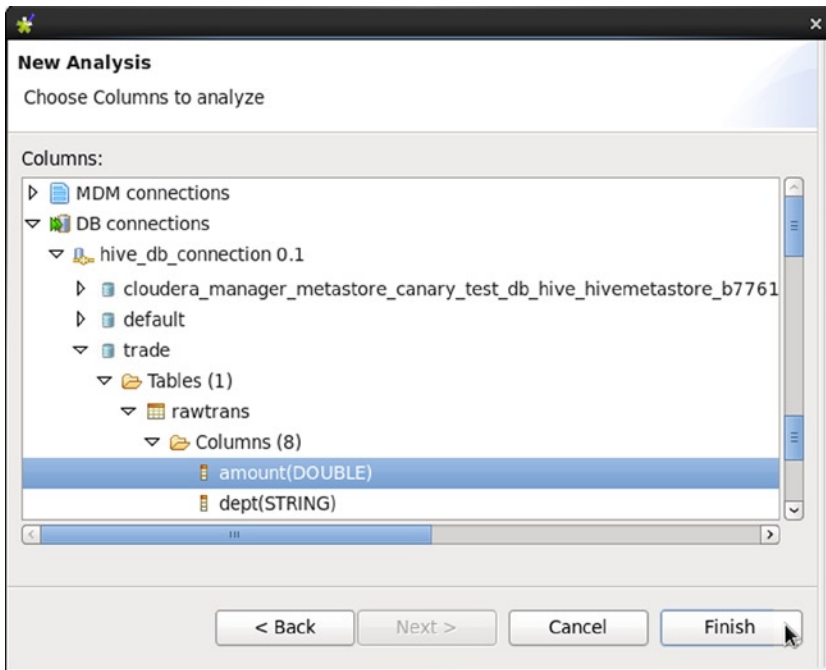 New Analysis
Choose Columns to analyze
Columns:
MDM connections
DB connections
hive_db_connection 0.1
cloudera_manager_metastore_canary_test_db_hive_hivemetastore_b7761
default
trade
Tables (1)
rawtrans
Columns (8)
amount(DOUBLE)
dept(STRING)
< Back Next > Cancel Finish